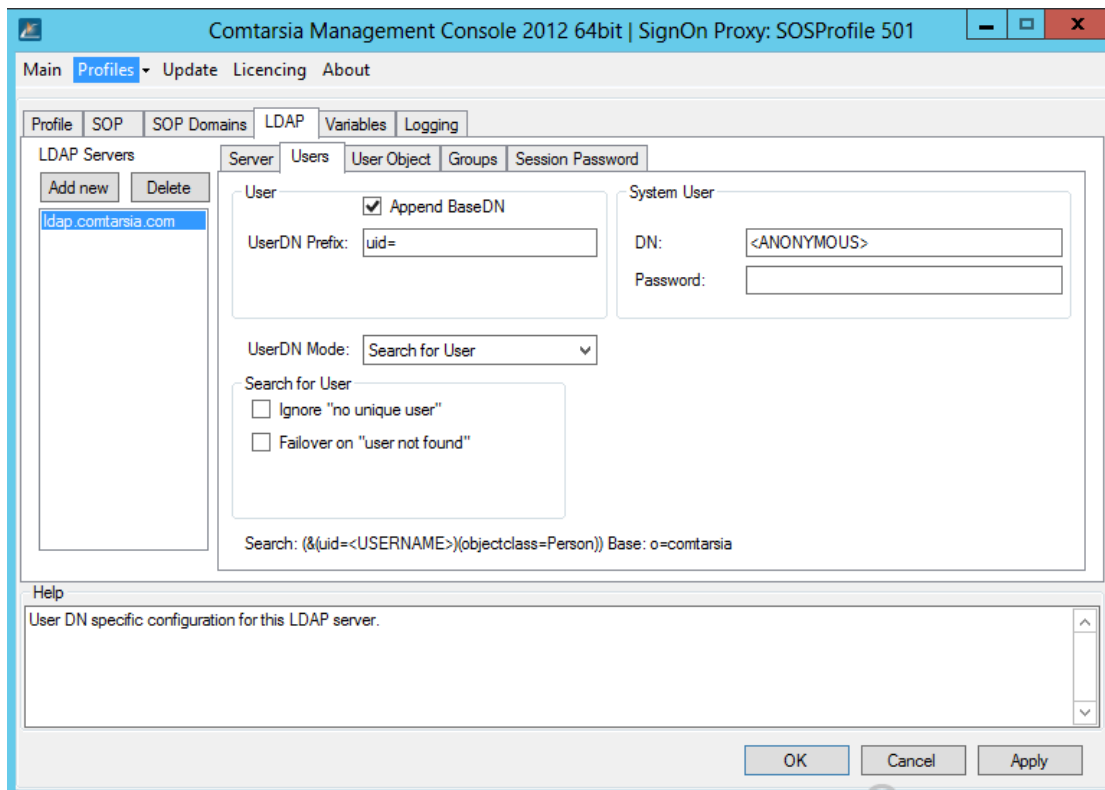 Comtarsia Management Console 2012 64bit | SignOn Proxy: SOSProfile 501
Main Profiles Update Licencing About
Profile SOP SOP Domains LDAP Variables Logging
LDAP Servers
Add new Delete
ldap.comtarsia.com
Server Users User Object Groups Session Password
User
Append BaseDN
UserDN Prefix: uid=
System User
DN: <ANONYMOUS>
Password:
UserDN Mode: Search for User
Search for User
Ignore "no unique user"
Failover on "user not found"
Search: (&(uid=<USERNAME>)(objectclass=Person)) Base: o=comtarsia
Help
User DN specific configuration for this LDAP server.
OK Cancel Apply